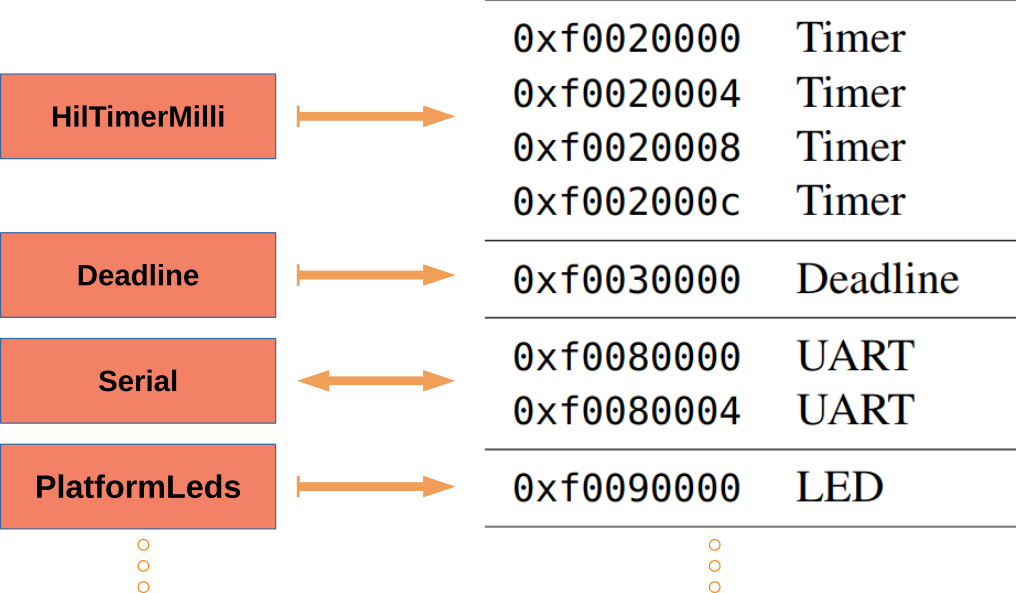 0xf0020000 Timer
HilTimerMilli
0xf0020004 Timer
0xf0020008 Timer
0xf002000c Timer
Deadline
0xf0030000 Deadline
Serial
0xf0080000 UART
0xf0080004 UART
PlatformLeds
0xf0090000 LED